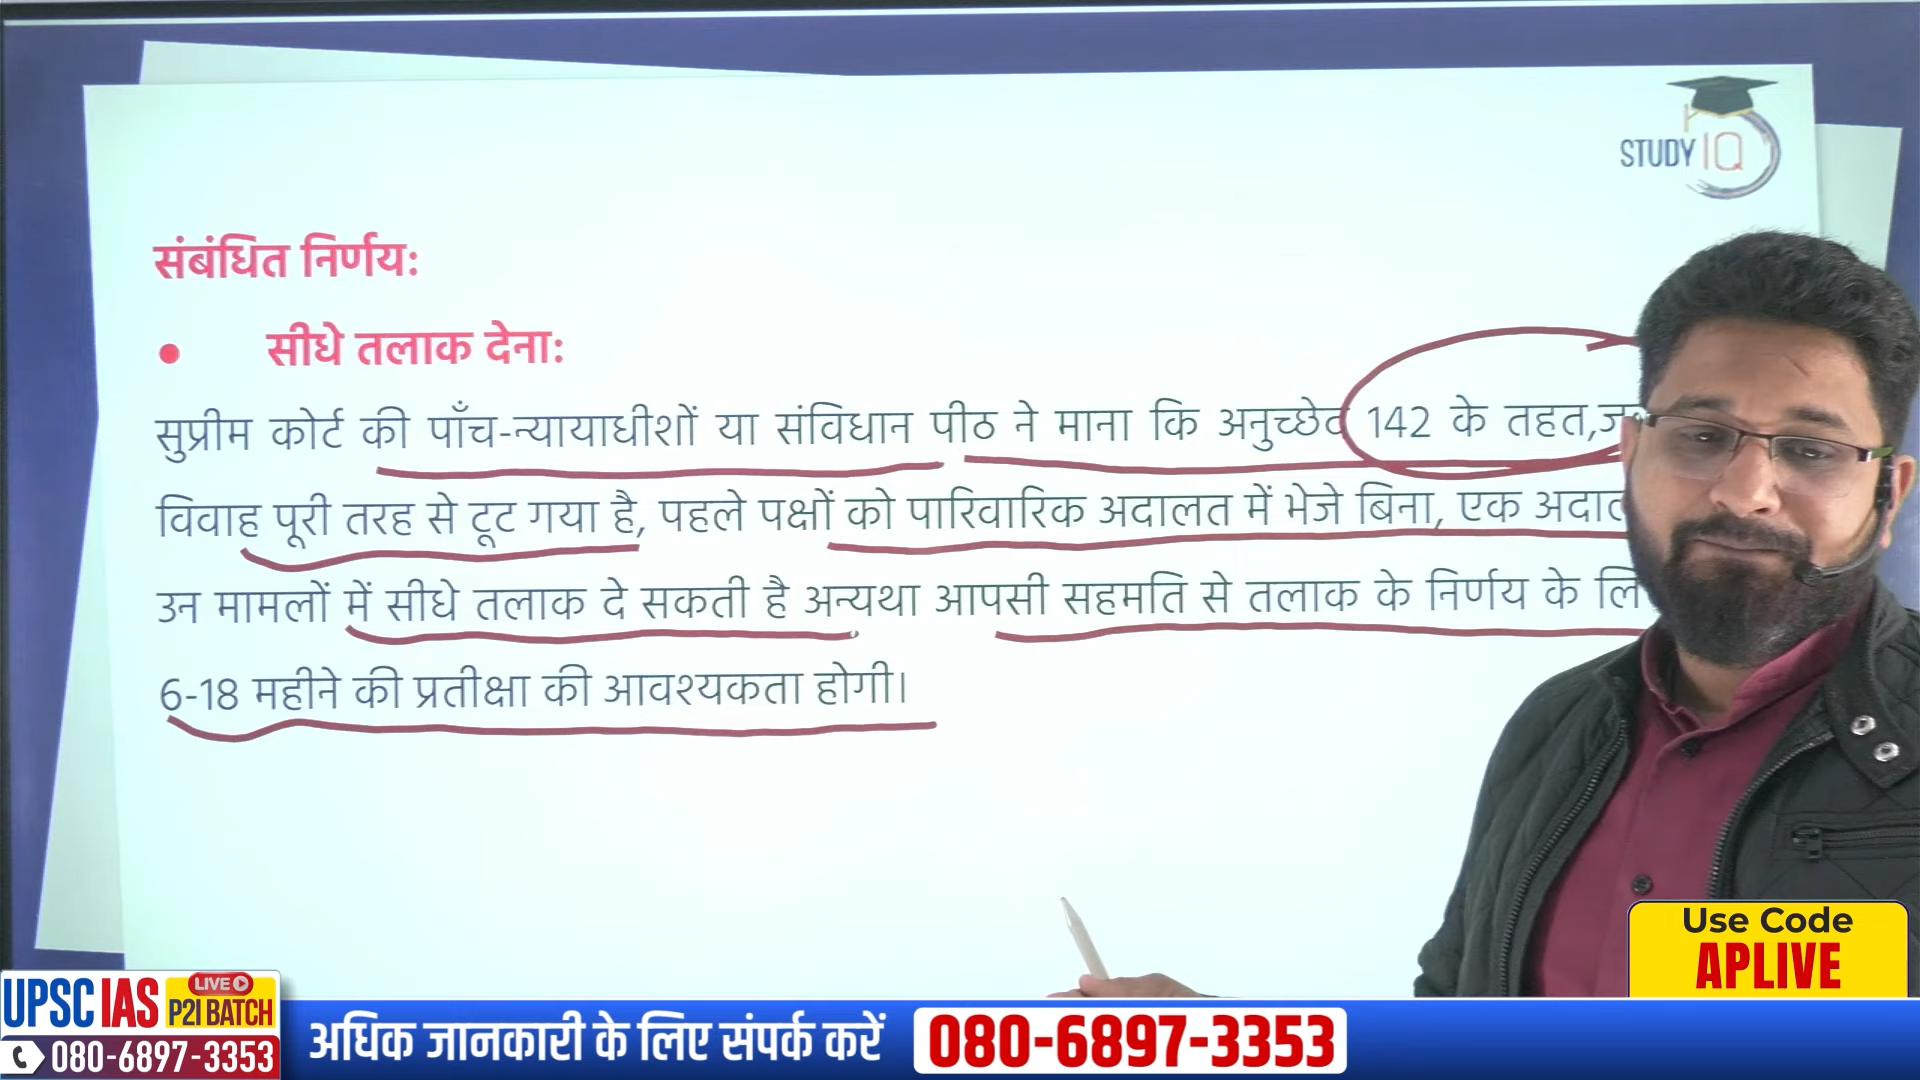 STUDY IQ
संबंधित निर्णय:
• सीधे तलाक देना:
सुप्रीम कोर्ट की पाँच-न्यायाधीशों या संविधान पीठ ने माना कि अनुच्छेद 142 के तहत,
विवाह पूरी तरह से टूट गया है, पहले पक्षों को पारिवारिक अदालत में भेजे बिना, एक
उन मामलों में सीधे तलाक दे सकती है अन्यथा आपसी सहमति से तलाक के निर्णय के
6-18 महीने की प्रतीक्षा की आवश्यकता होगी।
Use Code
APLIVE
UPSC IAS LIVE P2I BATCH
080-6897-3353
अधिक जानकारी के लिए संपर्क करें 080-6897-3353